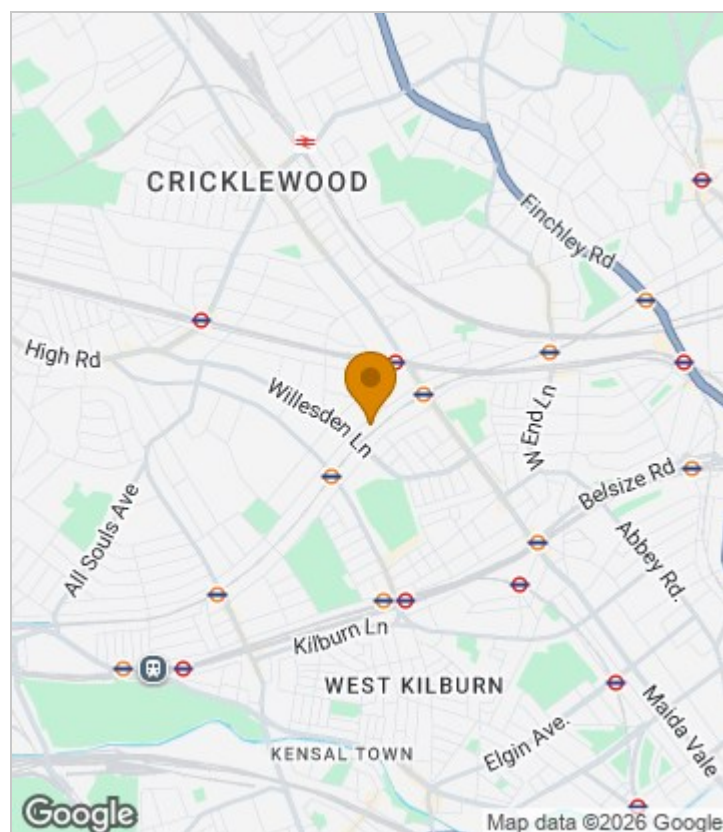 CRICKLEWOOD
Finchley Rd
High Rd
Willesden Ln
W End Ln
Belsize Rd
All Souls Ave
Abbey Rd.
Kilburn Ln
WEST KILBURN
Maida Vale
Elgin Ave.
KENSAL TOWN
Google
Map data ©2026 Google